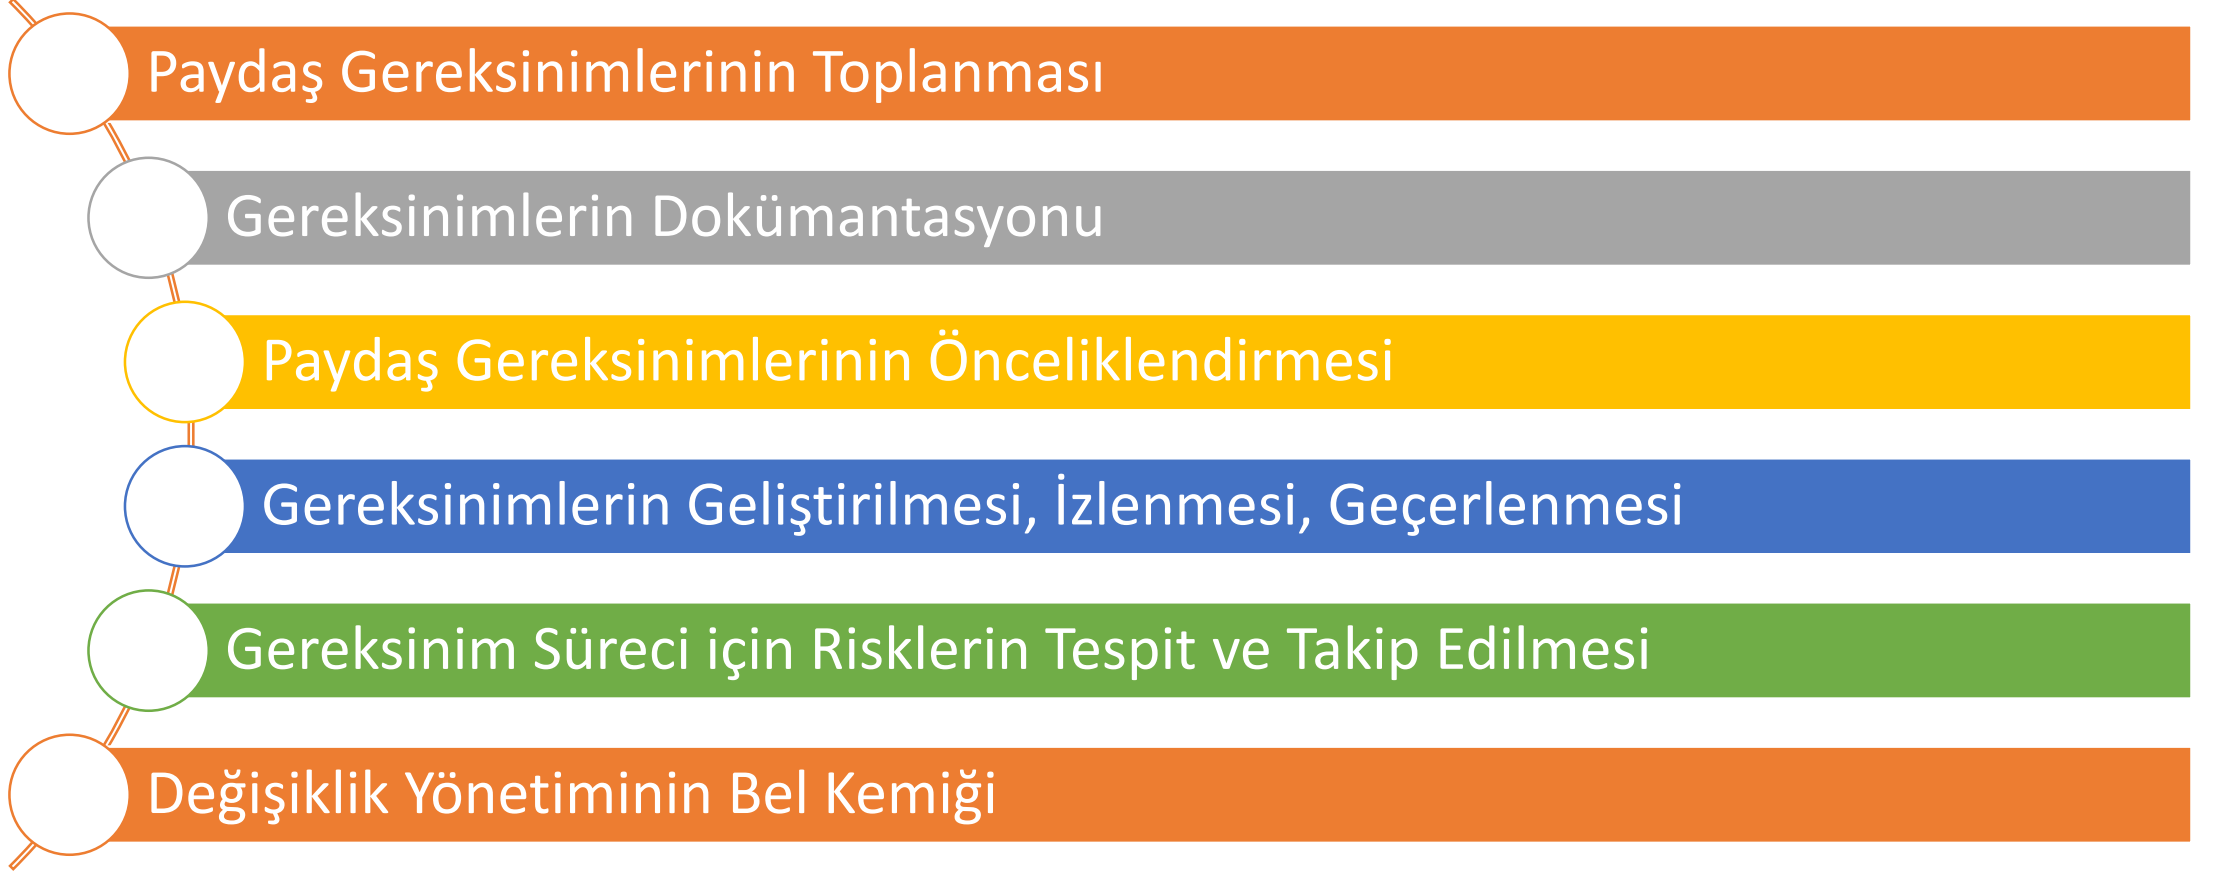 Paydaş Gereksinimlerinin Toplanması
Gereksinimlerin Dokümantasyonu
Paydaş Gereksinimlerinin Önceliklendirmesi
Gereksinimlerin Geliştirilmesi, İzlenmesi, Geçerlenmesi
Gereksinim Süreci için Risklerin Tespit ve Takip Edilmesi
Değişiklik Yönetiminin Bel Kemiği